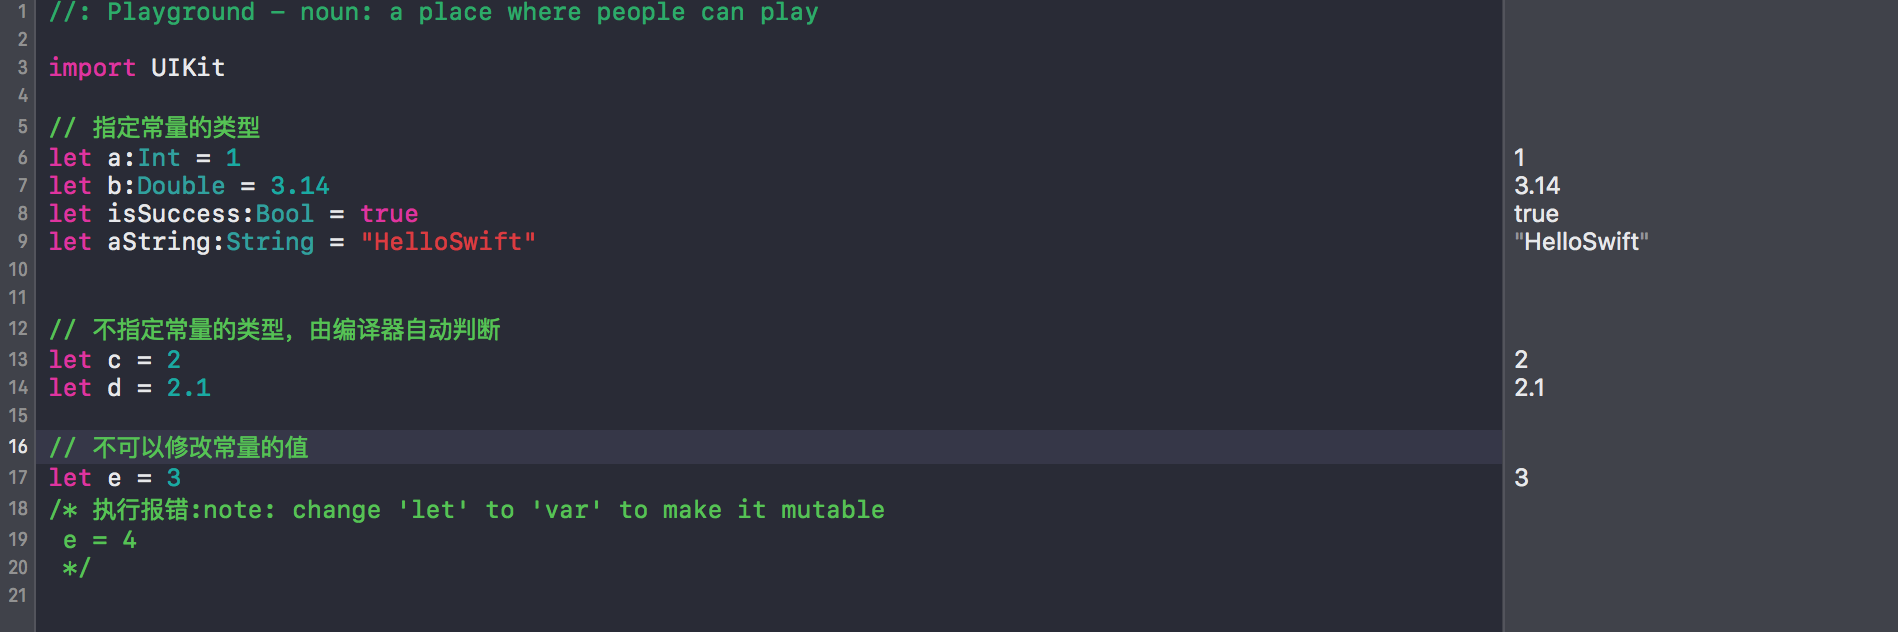 1 //: Playground – noun: a place where people can play
2
3 import UIKit
4
5 // 指定常量的类型
6 let a:Int = 1 1
7 let b:Double = 3.14 3.14
8 let isSuccess:Bool = true true
9 let aString:String = "HelloSwift" "HelloSwift"
10
11
12 // 不指定常量的类型，由编译器自动判断
13 let c = 2 2
14 let d = 2.1 2.1
15
16 // 不可以修改常量的值
17 let e = 3 3
18 /* 执行报错:note: change 'let' to 'var' to make it mutable
19 e = 4
20 */
21